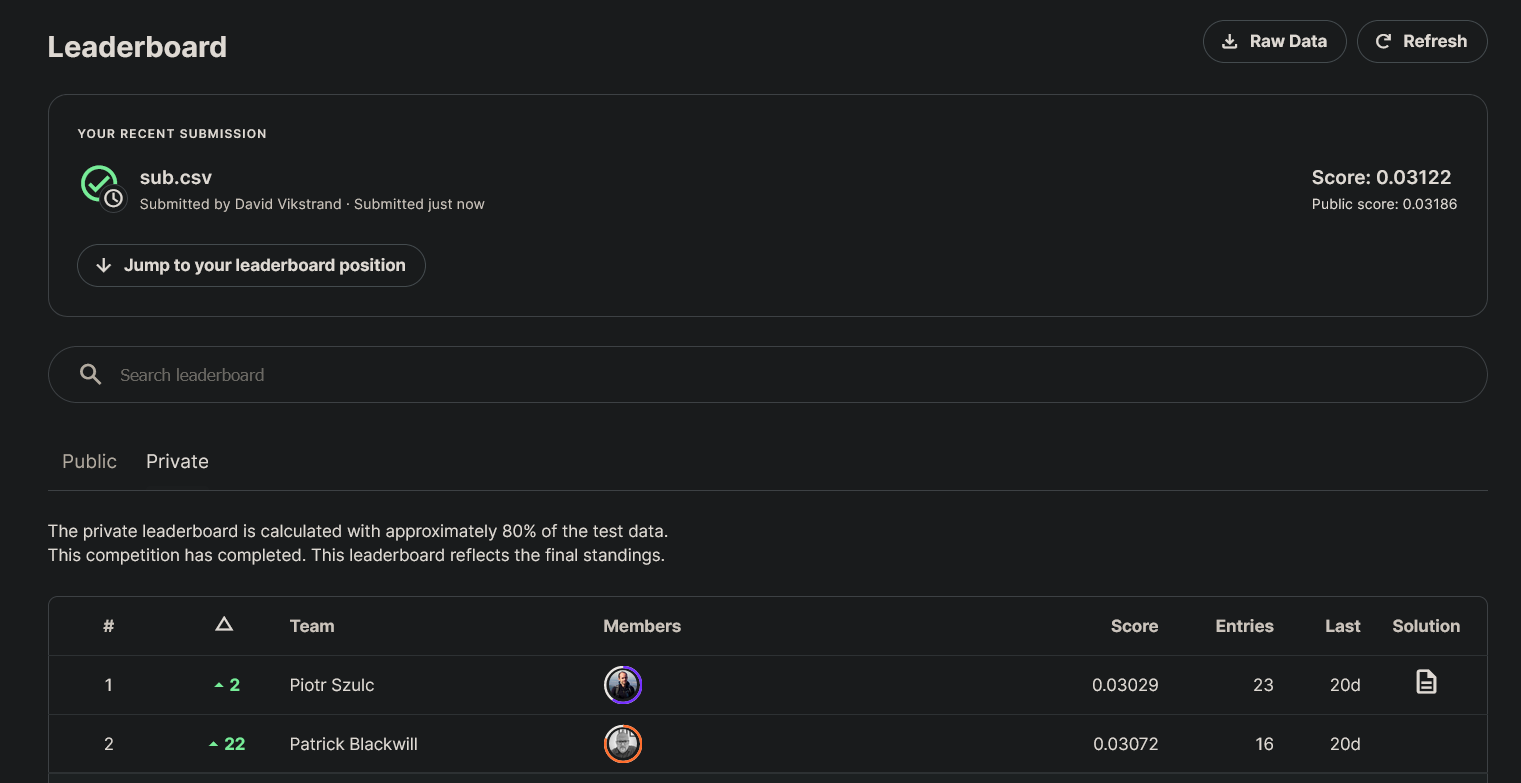 Leaderboard
Raw Data
Refresh
YOUR RECENT SUBMISSION
sub.csv
Submitted by David Vikstrand · Submitted just now
Score: 0.03122
Public score: 0.03186
Jump to your leaderboard position
Search leaderboard
Public Private
The private leaderboard is calculated with approximately 80% of the test data.
This competition has completed. This leaderboard reflects the final standings.
# △ Team Members Score Entries Last Solution
1 2 Piotr Szulc 0.03029 23 20d
2 22 Patrick Blackwill 0.03072 16 20d